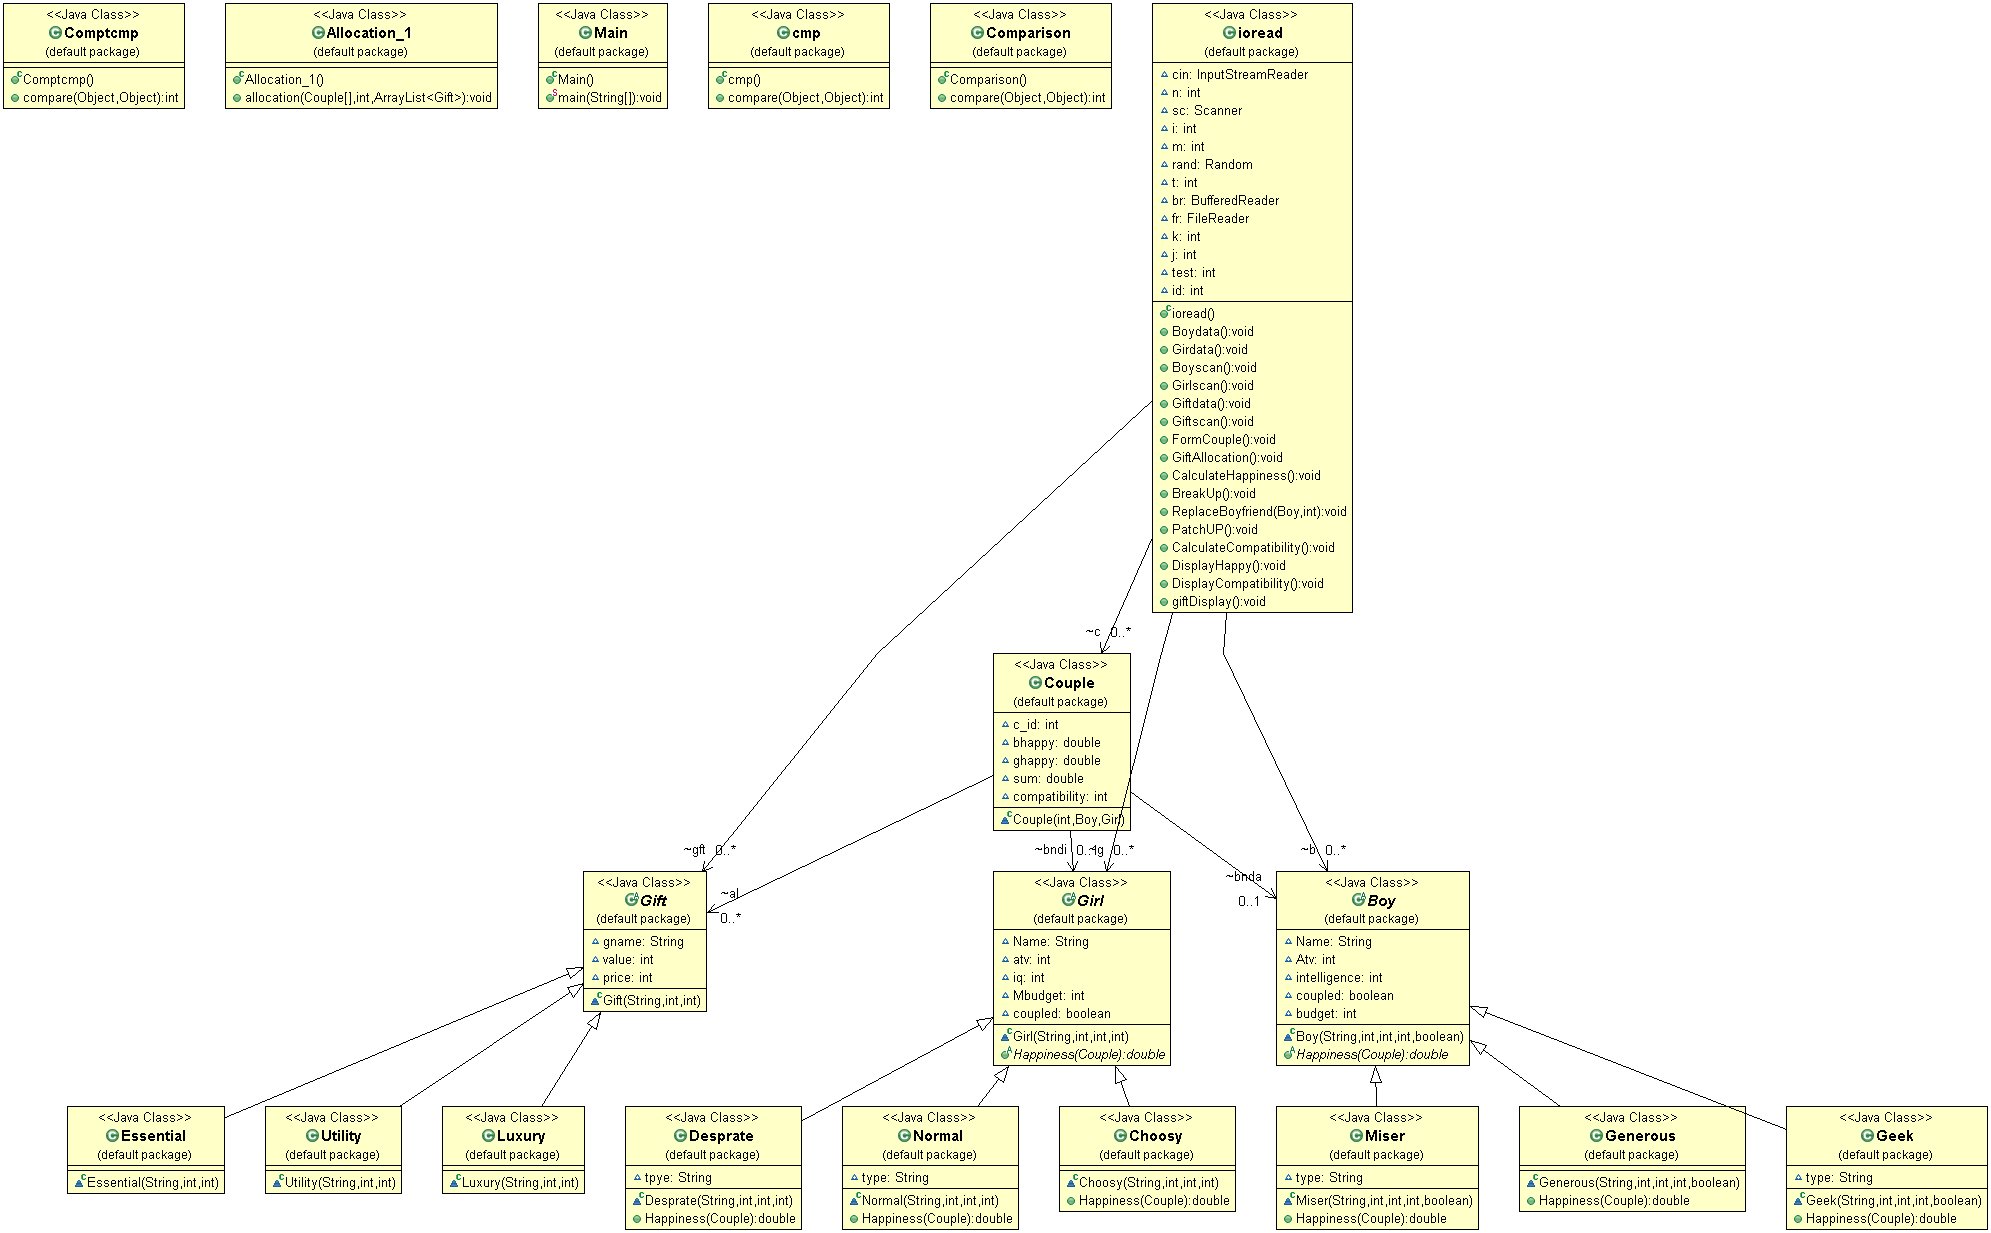 <<Java Class>>
Comptcmp
(default package)
Comptcmp()
compare(Object,Object):int
<<Java Class>>
Allocation_1
(default package)
Allocation_1()
allocation(Couple[],int,ArrayList<Gift>):void
<<Java Class>>
Main
(default package)
Main()
main(String[]):void
<<Java Class>>
cmp
(default package)
cmp()
compare(Object,Object):int
<<Java Class>>
Comparison
(default package)
Comparison()
compare(Object,Object):int
<<Java Class>>
ioread
(default package)
cin: InputStreamReader
n: int
sc: Scanner
i: int
m: int
rand: Random
t: int
br: BufferedReader
fr: FileReader
k: int
j: int
test: int
id: int
ioread()
Boydata():void
Girdata():void
Boyscan():void
Girlscan():void
Giftdata():void
Giftscan():void
FormCouple():void
GiftAllocation():void
CalculateHappiness():void
BreakUp():void
ReplaceBoyfriend(Boy,int):void
PatchUP():void
CalculateCompatibility():void
DisplayHappy():void
DisplayCompatibility():void
giftDisplay():void
~c 0..*
<<Java Class>>
Couple
(default package)
c_id: int
bhappy: double
ghappy: double
sum: double
compatibility: int
Couple(int,Boy,Girl)
~gft 0..*
~al
0..*
~bndi 0..1
~g 0..*
~bnda
0..1
~b 0..*
<<Java Class>>
Gift
(default package)
gname: String
value: int
price: int
Gift(String,int,int)
<<Java Class>>
Girl
(default package)
Name: String
atv: int
iq: int
Mbudget: int
coupled: boolean
Girl(String,int,int,int)
Happiness(Couple):double
<<Java Class>>
Boy
(default package)
Name: String
Atv: int
intelligence: int
coupled: boolean
budget: int
Boy(String,int,int,int,boolean)
Happiness(Couple):double
<<Java Class>>
Essential
(default package)
Essential(String,int,int)
<<Java Class>>
Utility
(default package)
Utility(String,int,int)
<<Java Class>>
Luxury
(default package)
Luxury(String,int,int)
<<Java Class>>
Desprate
(default package)
tpye: String
Desprate(String,int,int,int)
Happiness(Couple):double
<<Java Class>>
Normal
(default package)
type: String
Normal(String,int,int,int)
Happiness(Couple):double
<<Java Class>>
Choosy
(default package)
Choosy(String,int,int,int)
Happiness(Couple):double
<<Java Class>>
Miser
(default package)
type: String
Miser(String,int,int,int,boolean)
Happiness(Couple):double
<<Java Class>>
Generous
(default package)
Generous(String,int,int,int,boolean)
Happiness(Couple):double
<<Java Class>>
Geek
(default package)
type: String
Geek(String,int,int,int,boolean)
Happiness(Couple):double